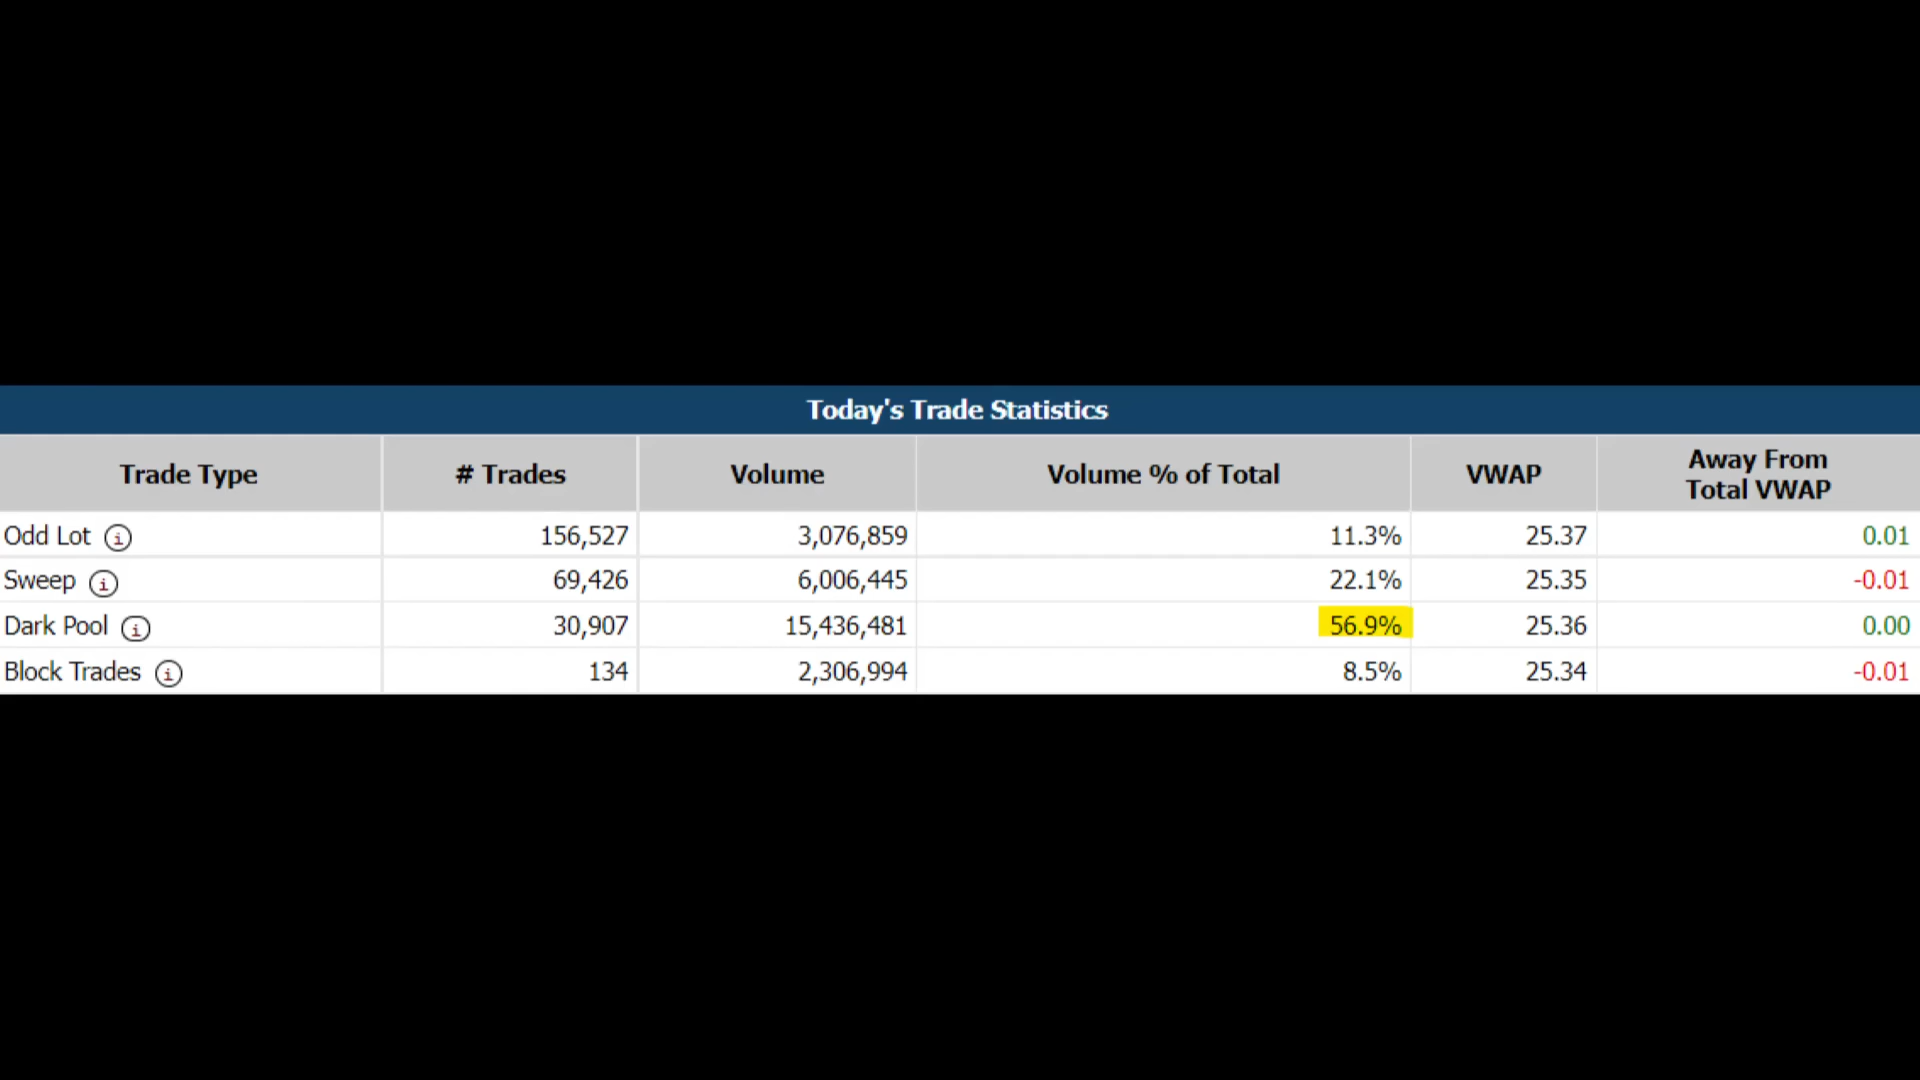 Today's Trade Statistics
Trade Type # Trades Volume Volume % of Total VWAP Away From Total VWAP
Odd Lot i 156,527 3,076,859 11.3% 25.37 0.01
Sweep i 69,426 6,006,445 22.1% 25.35 -0.01
Dark Pool i 30,907 15,436,481 56.9% 25.36 0.00
Block Trades i 134 2,306,994 8.5% 25.34 -0.01